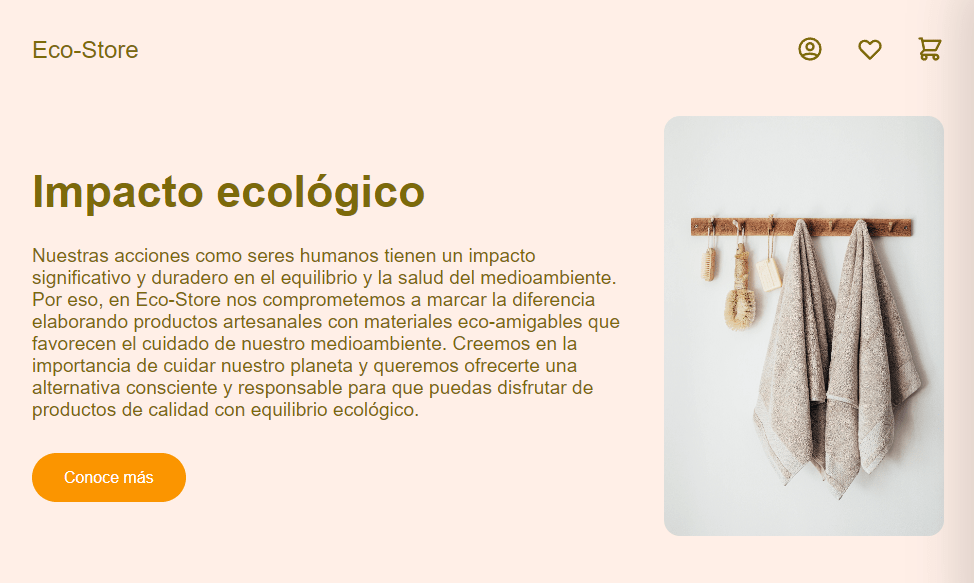 Eco-Store
Impacto ecológico
Nuestras acciones como seres humanos tienen un impacto
significativo y duradero en el equilibrio y la salud del medioambiente.
Por eso, en Eco-Store nos comprometemos a marcar la diferencia
elaborando productos artesanales con materiales eco-amigables que
favorecen el cuidado de nuestro medioambiente. Creemos en la
importancia de cuidar nuestro planeta y queremos ofrecerte una
alternativa consciente y responsable para que puedas disfrutar de
productos de calidad con equilibrio ecológico.
Conoce más